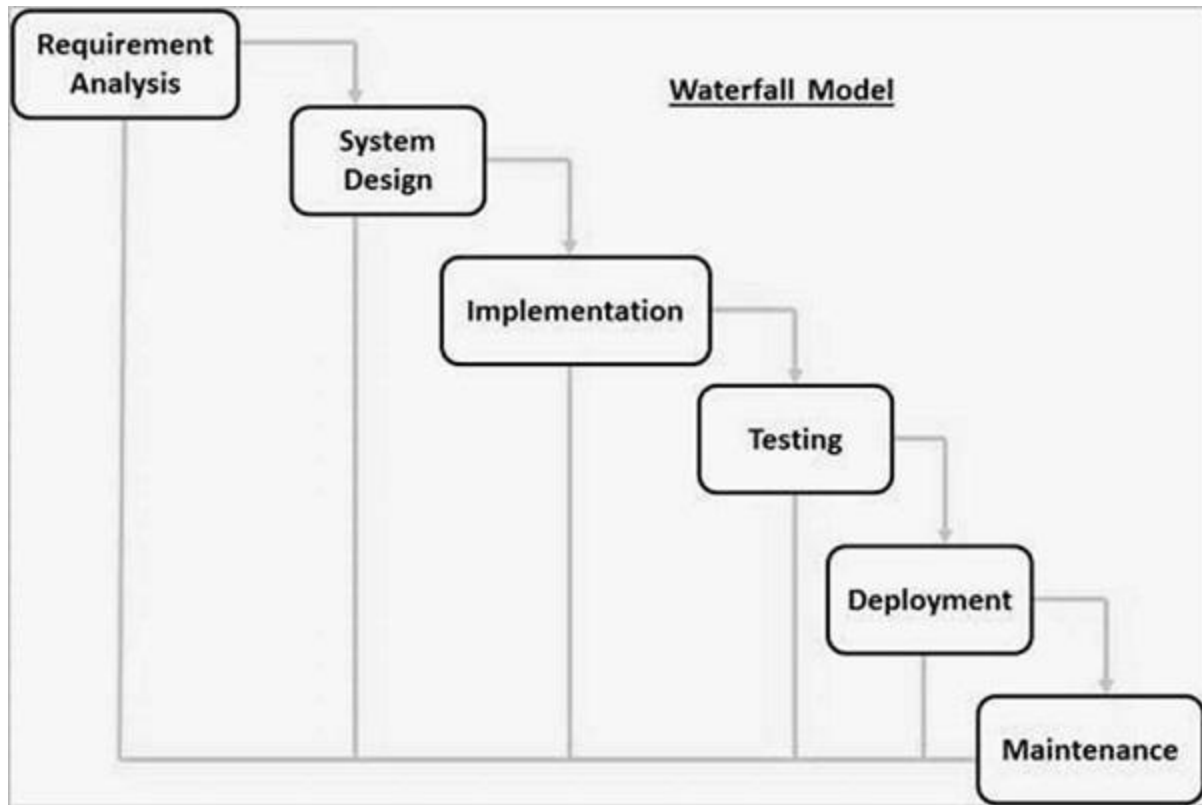 Requirement
Analysis
Waterfall Model
System
Design
Implementation
Testing
Deployment
Maintenance